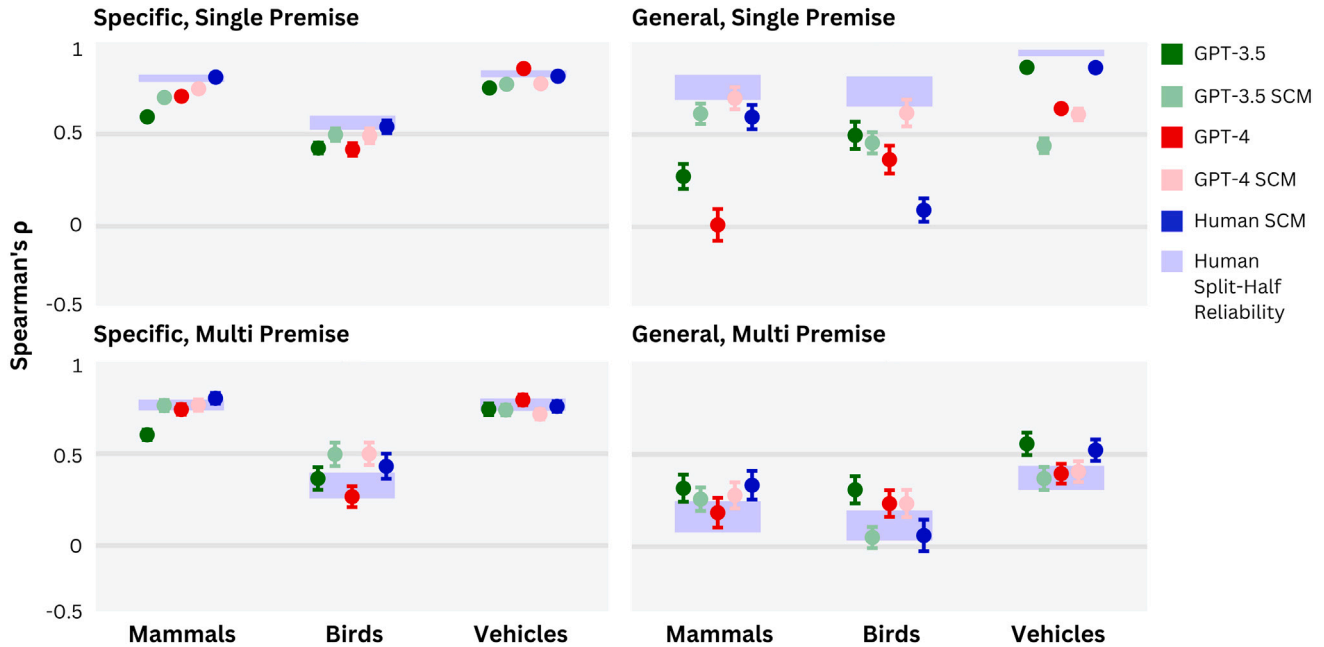 Specific, Single Premise
General, Single Premise
1
0.5
0
-0.5
GPT-3.5
GPT-3.5 SCM
GPT-4
GPT-4 SCM
Human SCM
Human
Split-Half
Reliability
Spearman's ρ
Specific, Multi Premise
General, Multi Premise
1
0.5
0
-0.5
Mammals
Birds
Vehicles
Mammals
Birds
Vehicles